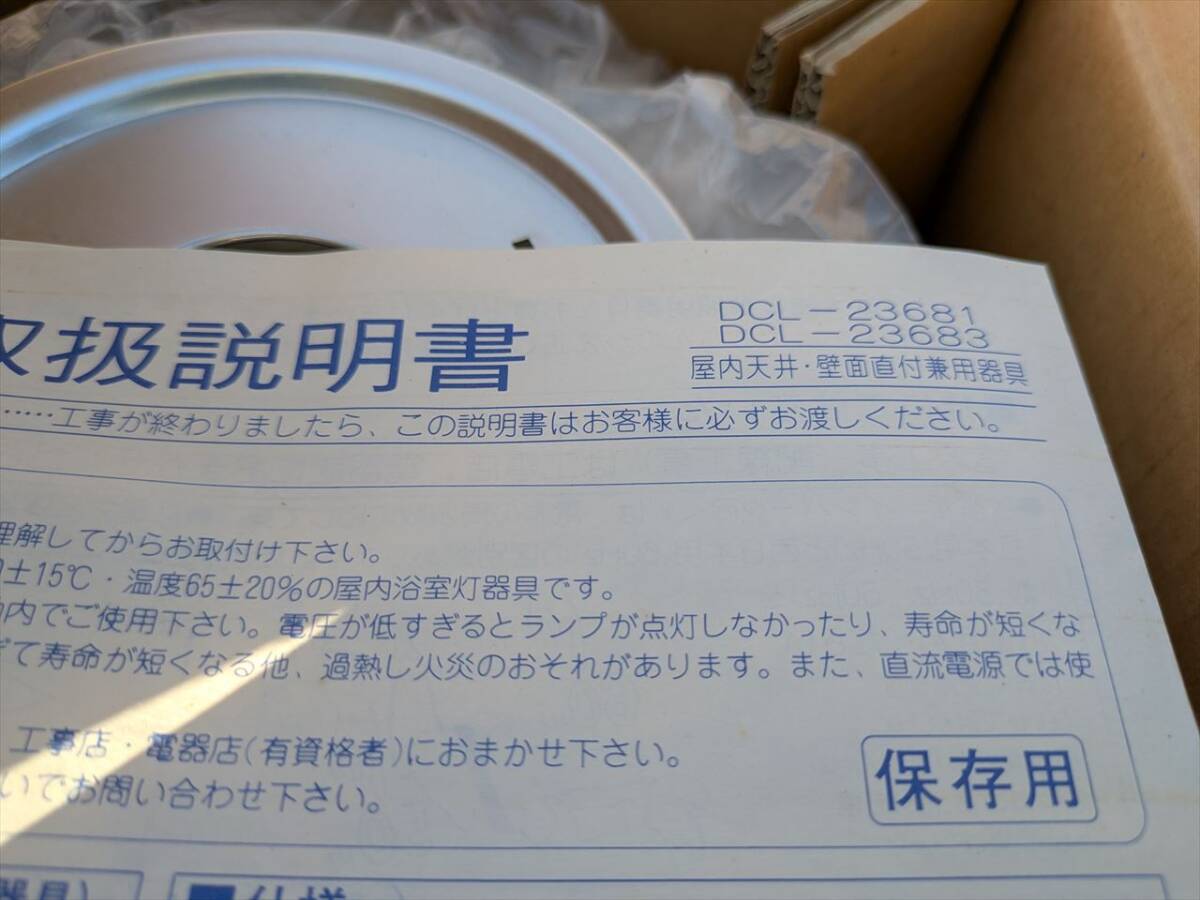 取扱説明書
DCL－23681
DCL－23683
屋内天井・壁面直付兼用器具
……工事が終わりましたら、この説明書はお客様に必ずお渡しください。
理解してからお取付け下さい。
±15℃・温度65±20%の屋内浴室灯器具です。
内でご使用下さい。電圧が低すぎるとランプが点灯しなかったり、寿命が短くな
て寿命が短くなる他、過熱し火災のおそれがあります。また、直流電源では使
工事店・電器店(有資格者)におまかせ下さい。
いでお問い合わせ下さい。
保存用
器具)
■仕様